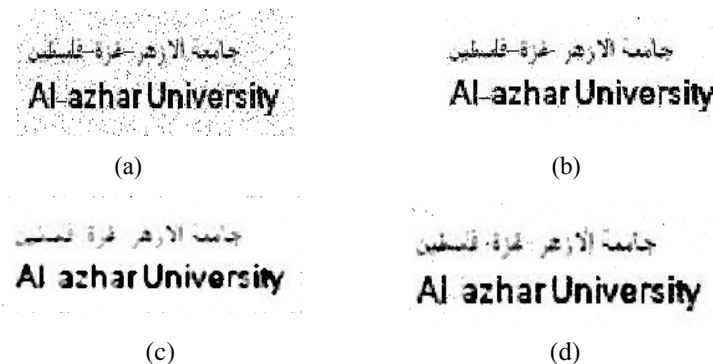 جامعة الازهر-غزة-فلسطين
Al-azhar University
(a)
جامعة الازهر-غزة-فلسطين
Al-azhar University
(b)
جامعة الازهر غزة فلسطين
Al azhar University
(c)
جامعة الازهر غزة فلسطين
Al azhar University
(d)